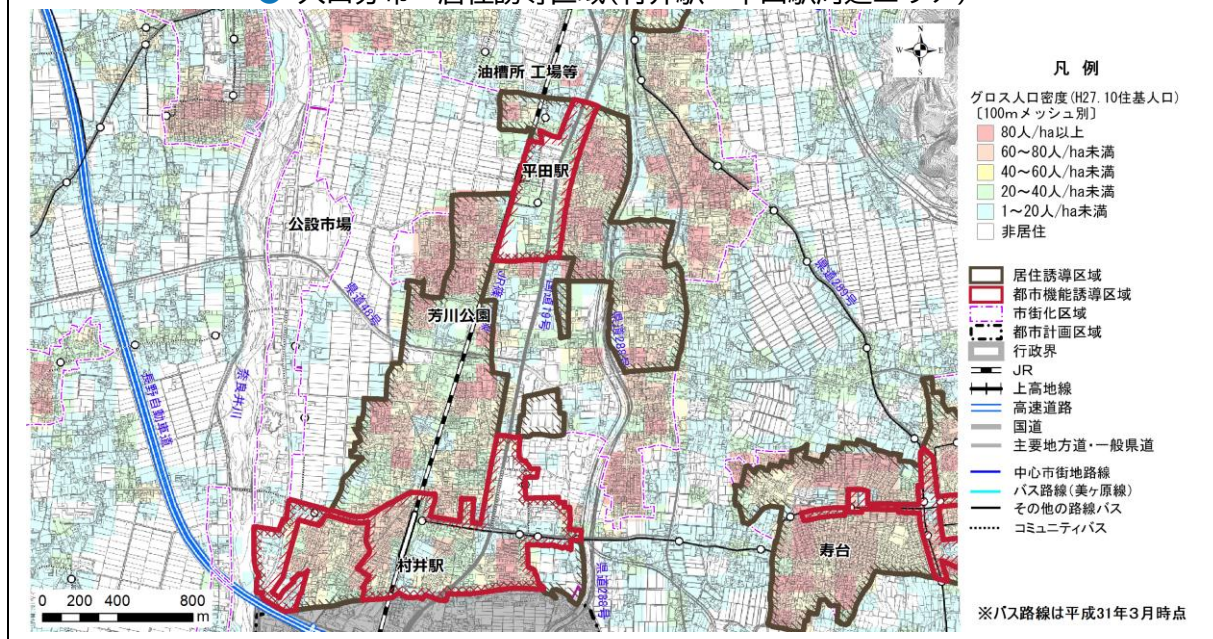 油槽所 工場等
平田駅
公設市場
県道48号
芳川公園
国道19号
県道288号
県道289号
長野自動車道
奈良井川
村井駅
県道288号
寿台
0 200 400 800
m
N
W E
S
凡 例
グロス人口密度(H27.10住基人口)
〔100mメッシュ別〕
80人/ha以上
60～80人/ha未満
40～60人/ha未満
20～40人/ha未満
1～20人/ha未満
非居住
居住誘導区域
都市機能誘導区域
市街化区域
都市計画区域
行政界
JR
上高地線
高速道路
国道
主要地方道・一般県道
中心市街地路線
バス路線(美ヶ原線)
その他の路線バス
コミュニティバス
※バス路線は平成31年3月時点